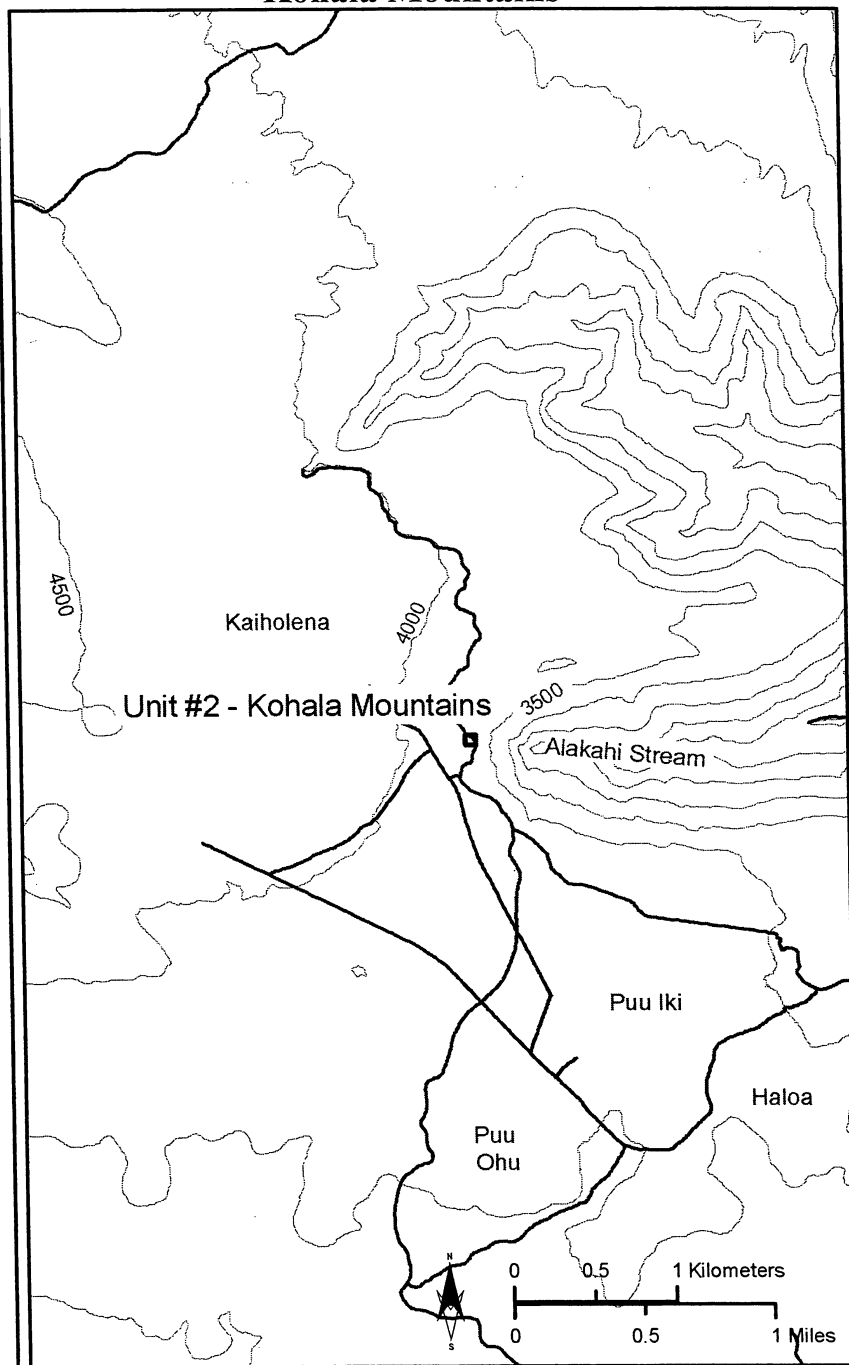 Kohala Mountains
4500
Kaiholena
4000
Unit #2 - Kohala Mountains
3500
Alakahi Stream
Puu Iki
Haloa
Puu
Ohu
N
S
0 0.5 1 Kilometers
0 0.5 1 Miles